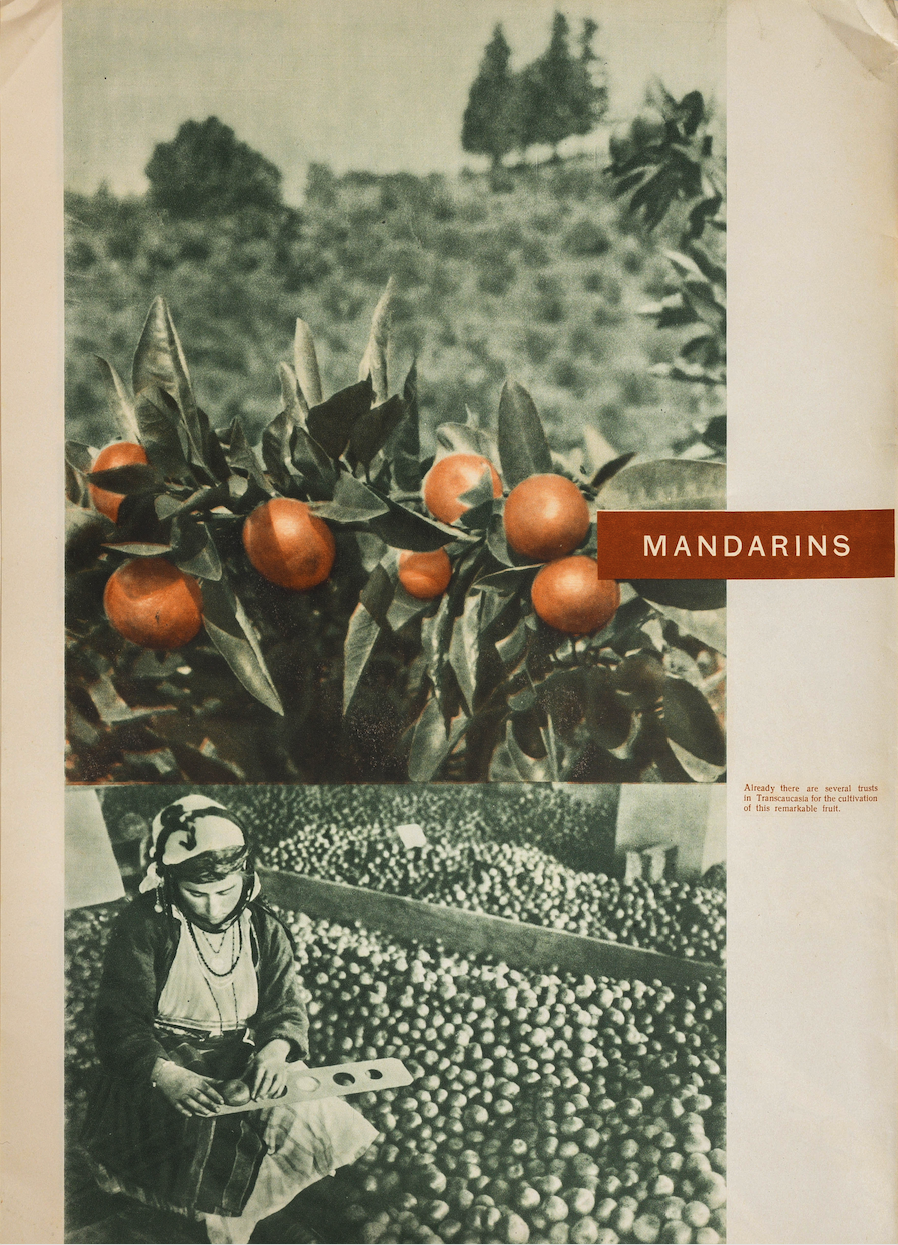 MANDARINS
Already there are several trusts
in Transcaucasia for the cultivation
of this remarkable fruit.